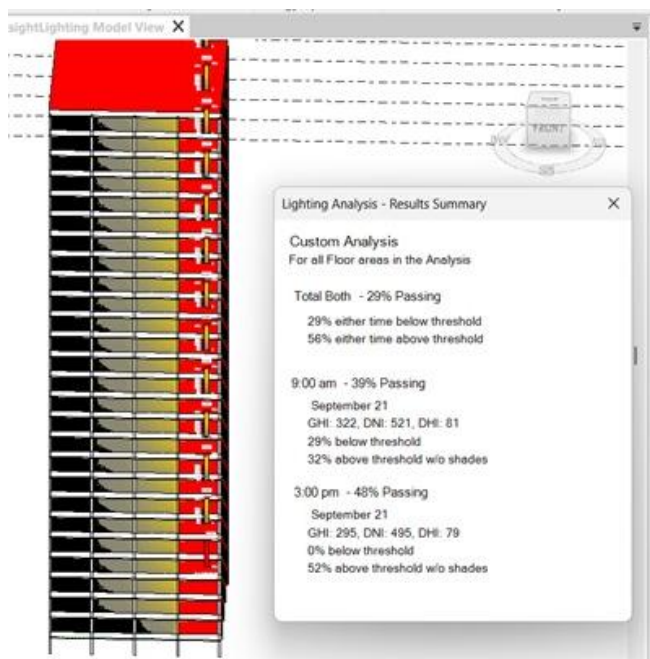 sightLighting Model View X
Lighting Analysis - Results Summary
Custom Analysis
For all Floor areas in the Analysis
Total Both - 29% Passing
29% either time below threshold
56% either time above threshold
9:00 am - 39% Passing
September 21
GHI: 322, DNI: 521, DHI: 81
29% below threshold
32% above threshold w/o shades
3:00 pm - 48% Passing
September 21
GHI: 295, DNI: 495, DHI: 79
0% below threshold
52% above threshold w/o shades
FRONT